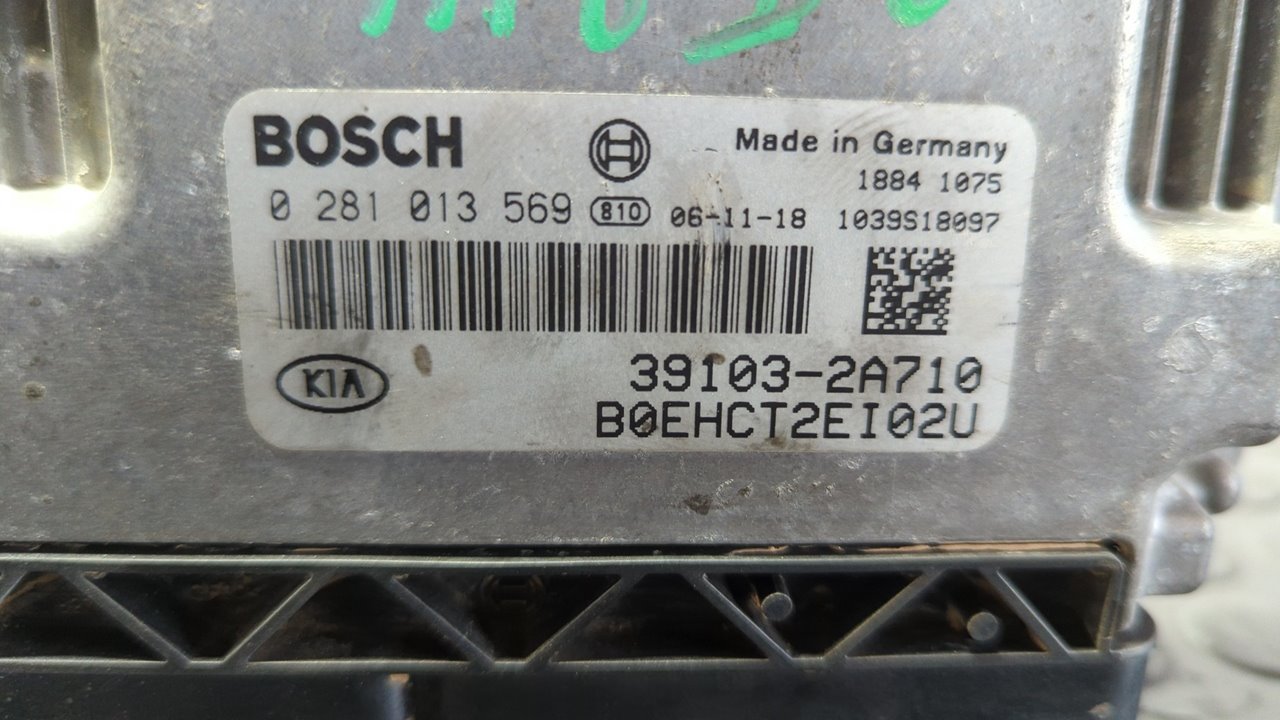 BOSCH
Made in Germany
1884 1075
0 281 013 569 810 06-11-18 1039S18097
KIA
39103-2A710
B0EHCT2EI02U